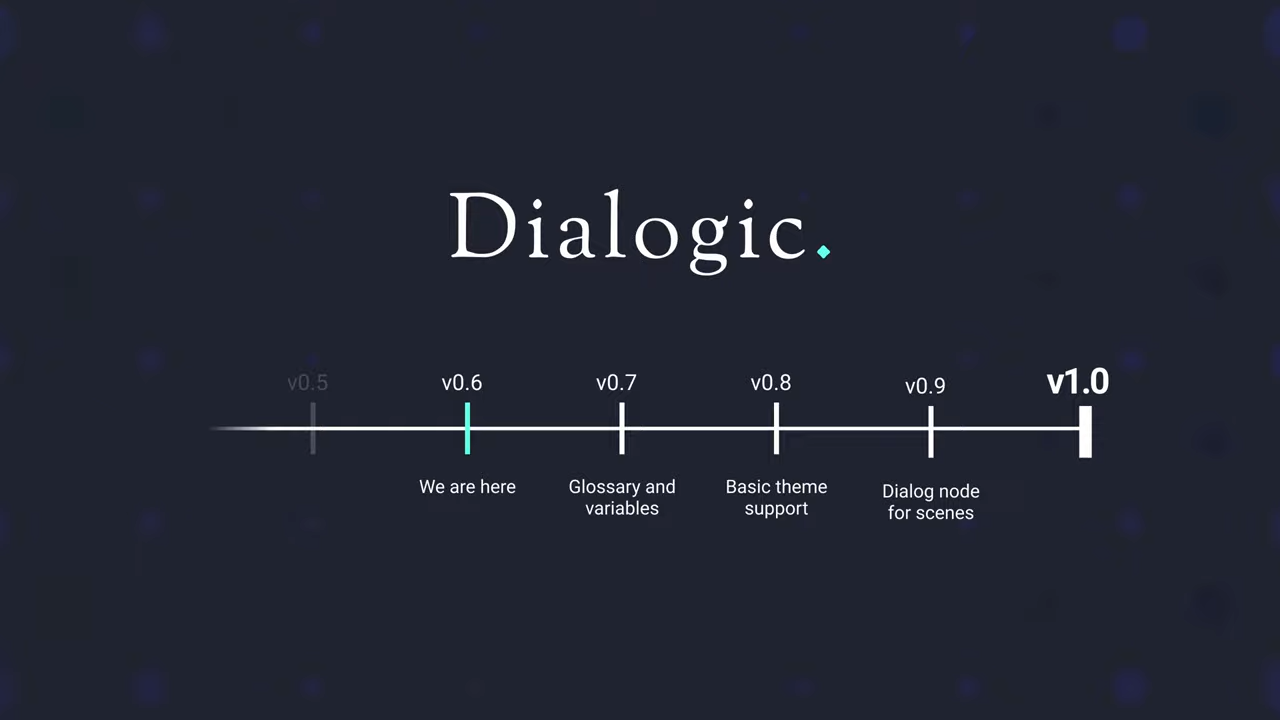 Dialogic.
v0.5
v0.6
v0.7
v0.8
v0.9
v1.0
We are here
Glossary and
variables
Basic theme
support
Dialog node
for scenes